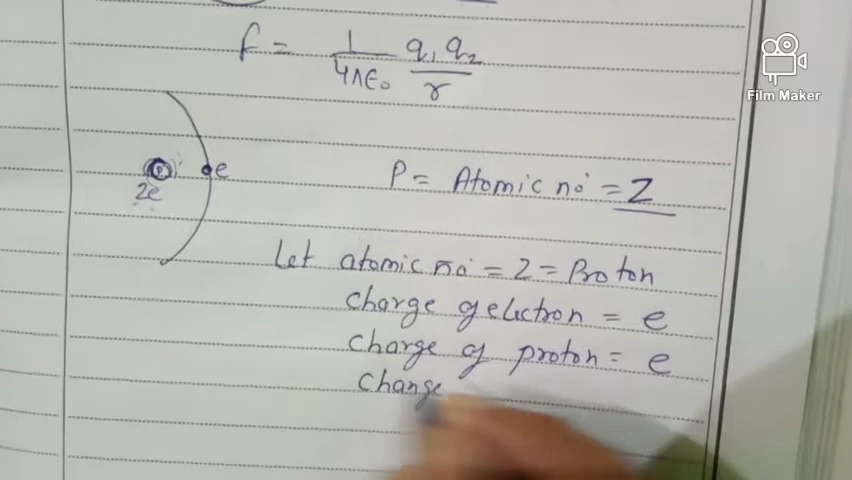 F = 1/4πε₀ q₁q₂/r
e
Ze
P = Atomic no = Z
Let atomic no = Z = Proton
Charge of electron = e
Charge of proton = e
Charge
Film Maker